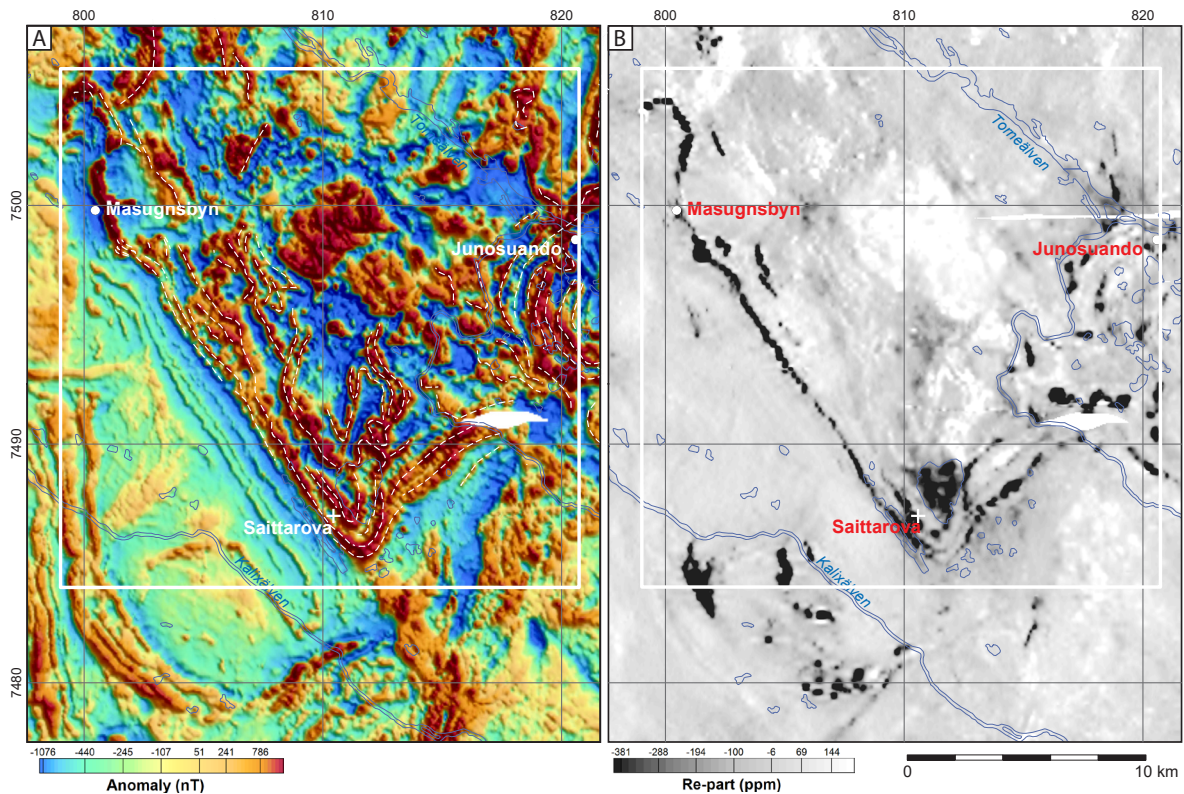 800 810 820 800 810 820
A B
Torneälven Torneälven
7500
Masugnsbyn Masugnsbyn
Junosuando Junosuando
7490
Saittarova Saittarova
Kalixälven Kalixälven
7480
-1076 -440 -245 -107 51 241 786
Anomaly (nT)
-381 -288 -194 -100 -6 69 144
Re-part (ppm)
0 10 km